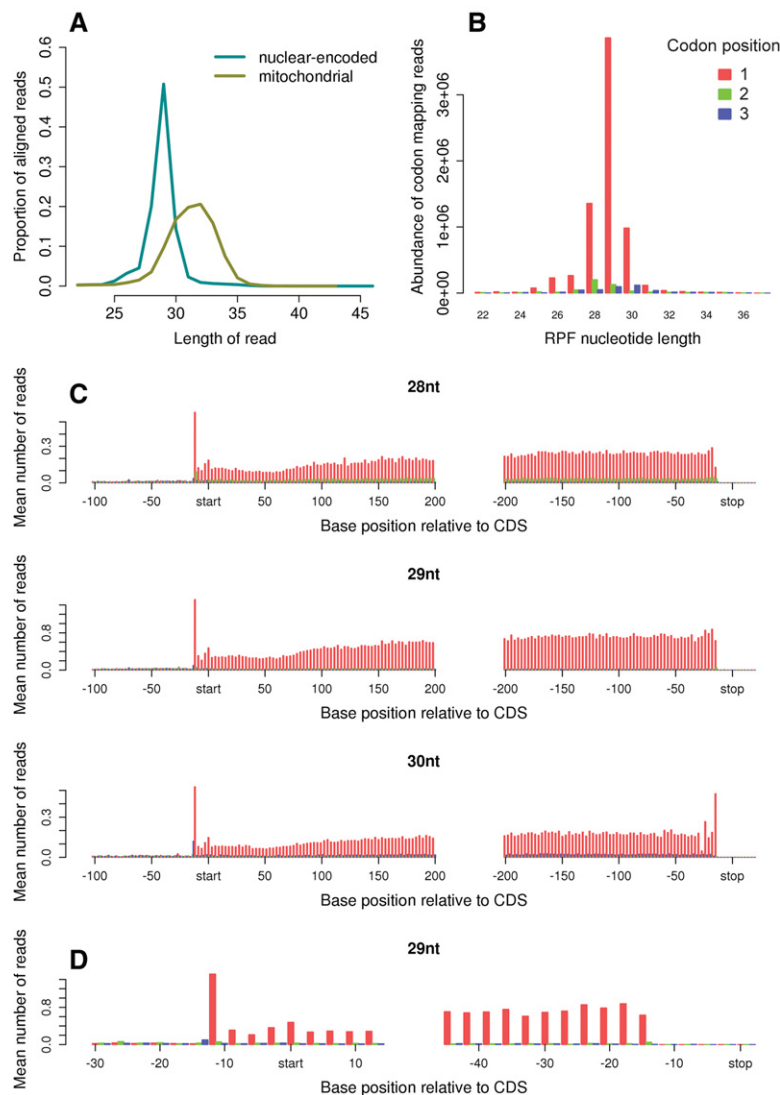 A
Proportion of aligned reads
0.0 0.1 0.2 0.3 0.4 0.5 0.6
nuclear-encoded
mitochondrial
25 30 35 40 45
Length of read
B
Abundance of codon mapping reads
0e+00 1e+06 2e+06 3e+06
Codon position
1
2
3
22 24 26 28 30 32 34 36
RPF nucleotide length
C
28nt
Mean number of reads
0.0 0.3
-100 -50 start 50 100 150 200
-200 -150 -100 -50 stop
Base position relative to CDS
29nt
Mean number of reads
0.0 0.8
-100 -50 start 50 100 150 200
-200 -150 -100 -50 stop
Base position relative to CDS
30nt
Mean number of reads
0.0 0.3
-100 -50 start 50 100 150 200
-200 -150 -100 -50 stop
Base position relative to CDS
D
29nt
Mean number of reads
0.0 0.8
-30 -20 -10 start 10
-40 -30 -20 -10 stop
Base position relative to CDS